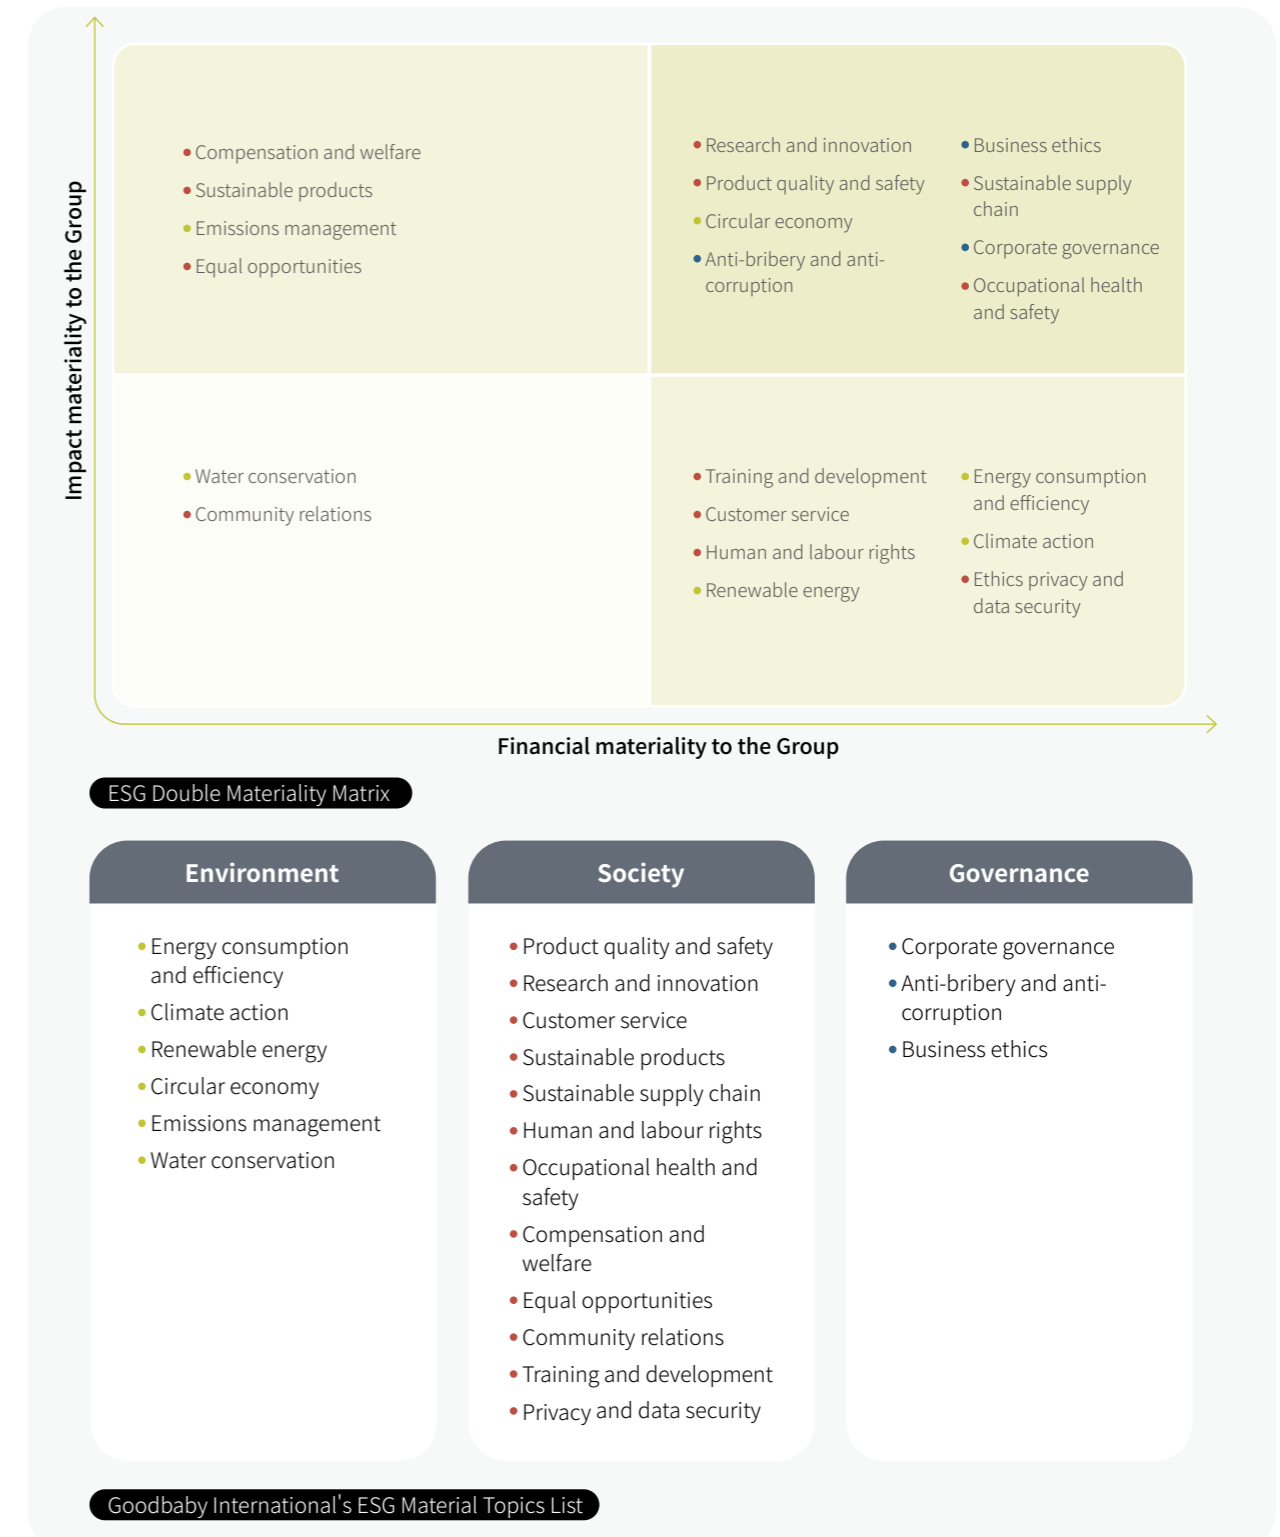 Impact materiality to the Group
Compensation and welfare
Sustainable products
Emissions management
Equal opportunities
Research and innovation
Product quality and safety
Circular economy
Anti-bribery and anti-
corruption
Business ethics
Sustainable supply
chain
Corporate governance
Occupational health
and safety
Water conservation
Community relations
Training and development
Customer service
Human and labour rights
Renewable energy
Energy consumption
and efficiency
Climate action
Ethics privacy and
data security
Financial materiality to the Group
ESG Double Materiality Matrix
Environment
Energy consumption
and efficiency
Climate action
Renewable energy
Circular economy
Emissions management
Water conservation
Society
Product quality and safety
Research and innovation
Customer service
Sustainable products
Sustainable supply chain
Human and labour rights
Occupational health and
safety
Compensation and
welfare
Equal opportunities
Community relations
Training and development
Privacy and data security
Governance
Corporate governance
Anti-bribery and anti-
corruption
Business ethics
Goodbaby International's ESG Material Topics List